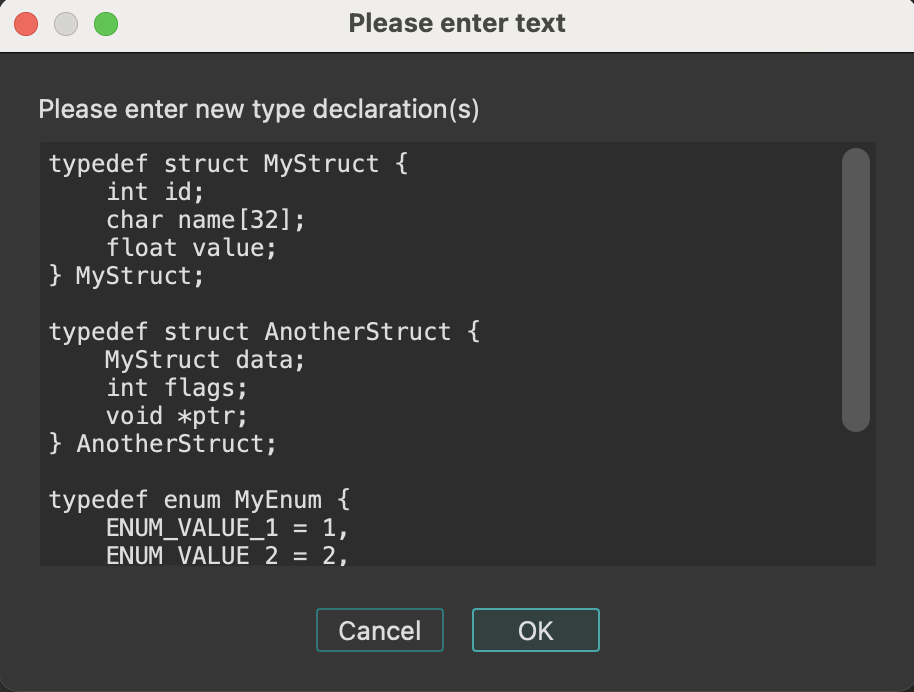 Please enter text
Please enter new type declaration(s)
typedef struct MyStruct {
    int id;
    char name[32];
    float value;
} MyStruct;

typedef struct AnotherStruct {
    MyStruct data;
    int flags;
    void *ptr;
} AnotherStruct;

typedef enum MyEnum {
    ENUM_VALUE_1 = 1,
    ENUM_VALUE_2 = 2,
Cancel
OK